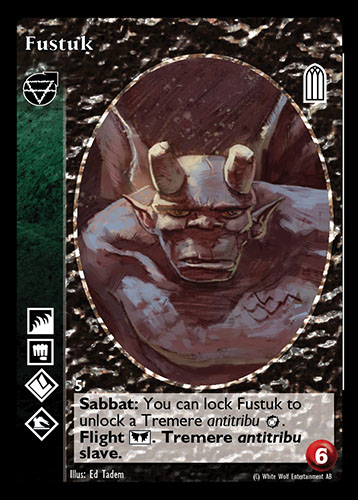 Fustuk
5
Sabbat: You can lock Fustuk to
unlock a Tremere antitribu .
Flight . Tremere antitribu
slave.
6
Illus: Ed Tadem
(C) White Wolf Entertainment AB